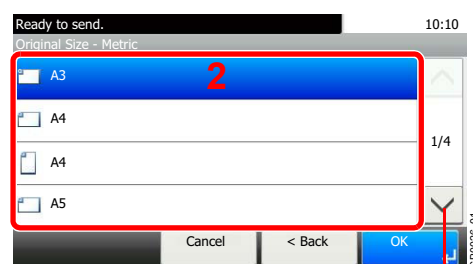 Ready to send. 10:10
Original Size - Metric
A3 2
A4
1/4
A4
A5
Cancel < Back OK